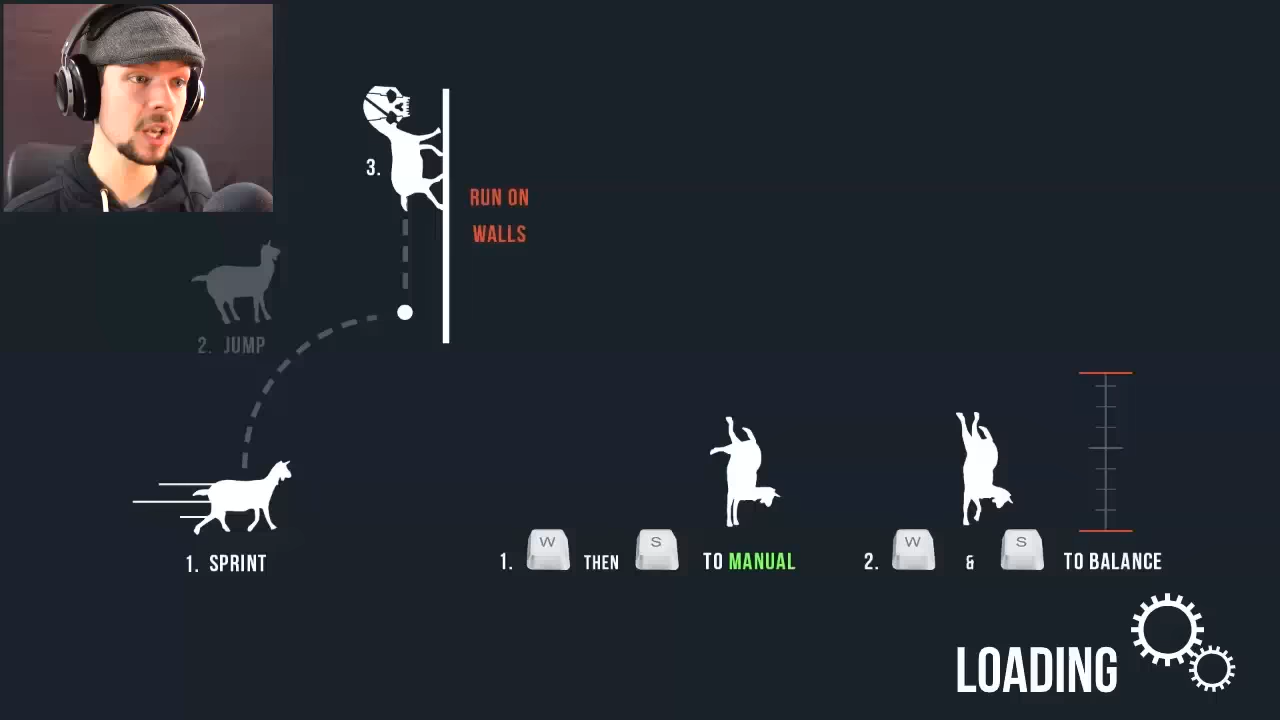 3.
RUN ON
WALLS
2. JUMP
1. SPRINT
1. W THEN S TO MANUAL
2. W & S TO BALANCE
LOADING